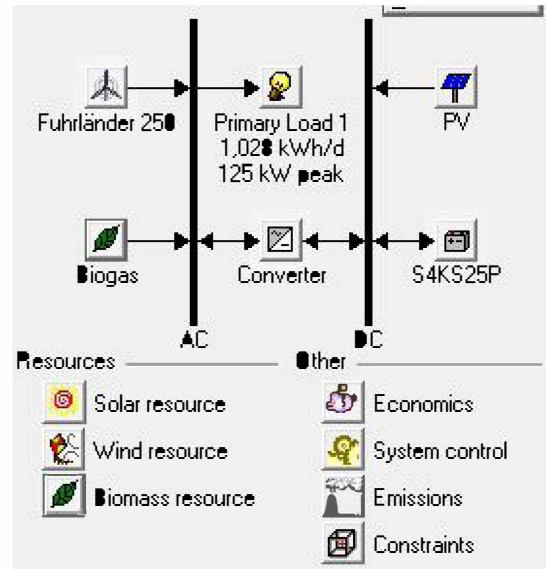 Fuhrländer 250
Primary Load 1
1,028 kWh/d
125 kW peak
PV
Biogas
Converter
S4KS25P
AC
DC
Resources
Other
Solar resource
Economics
Wind resource
System control
Biomass resource
Emissions
Constraints